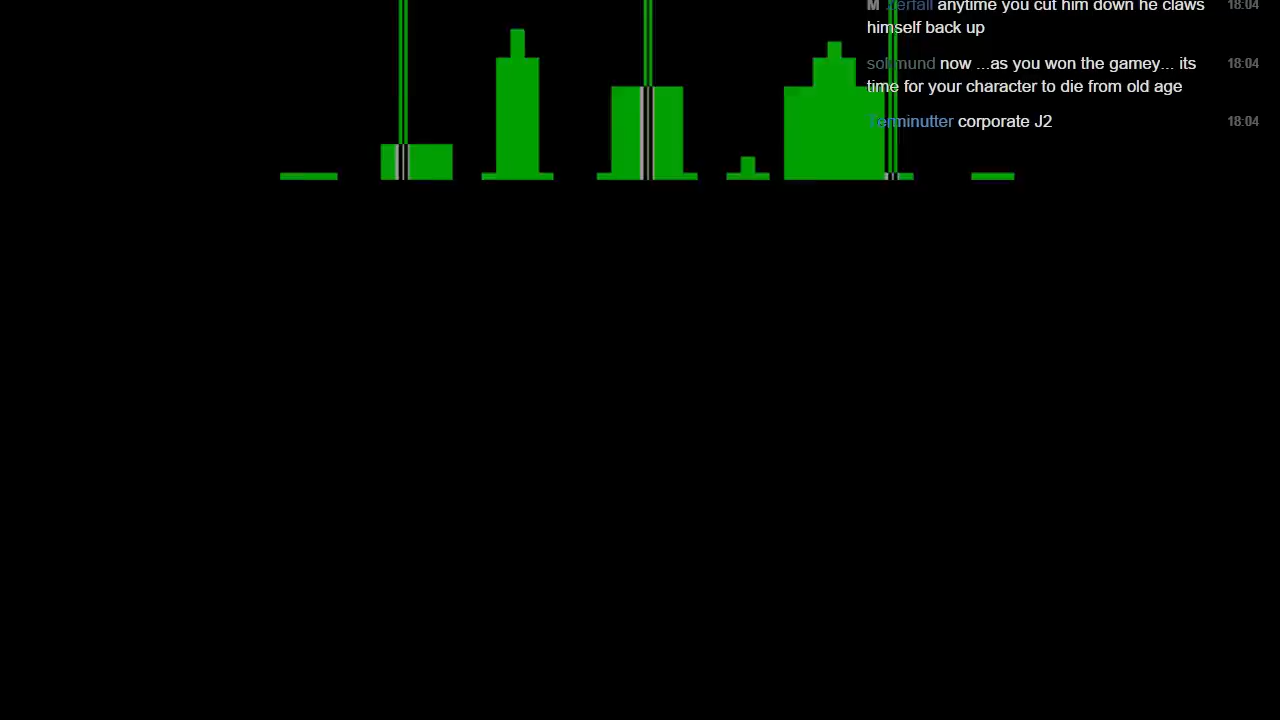 anytime you cut him down he claws 18:04
himself back up
now ...as you won the gamey... its 18:04
time for your character to die from old age
Terminutter corporate J2 18:04